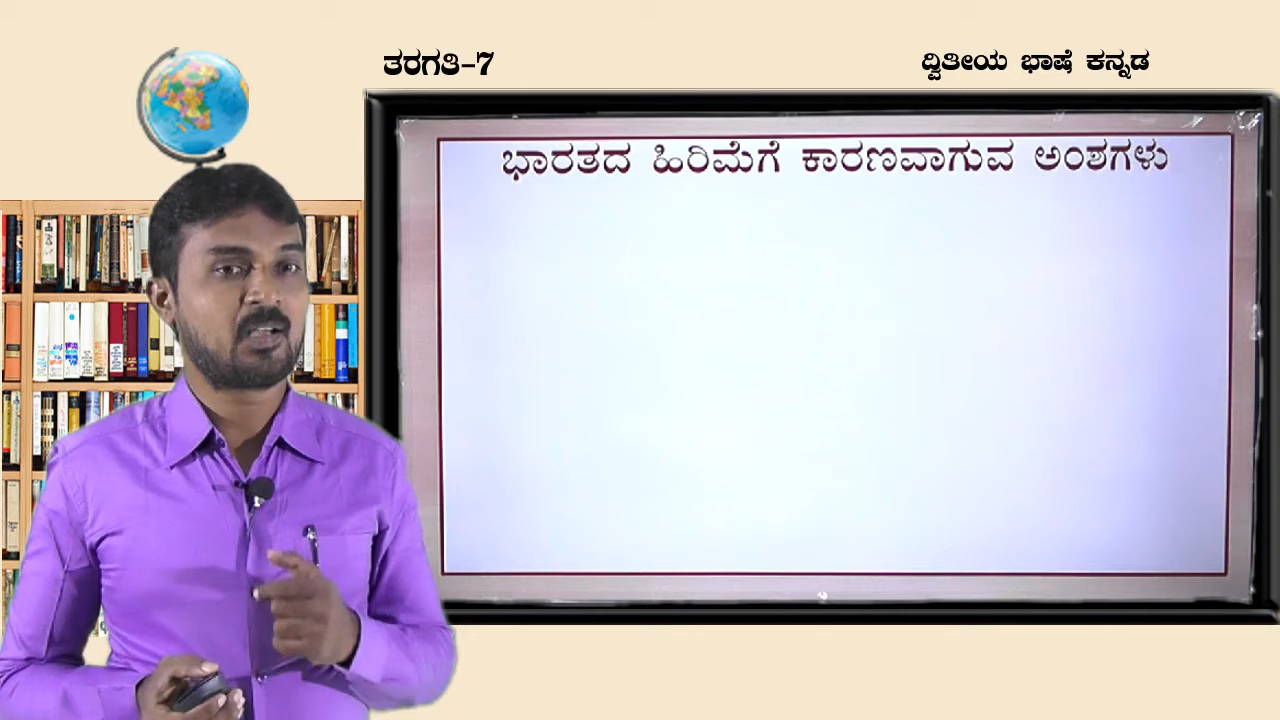 ತರಗತಿ-7
ದ್ವಿತೀಯ ಭಾಷೆ ಕನ್ನಡ
ಭಾರತದ ಹಿರಿಮೆಗೆ ಕಾರಣವಾಗುವ ಅಂಶಗಳು